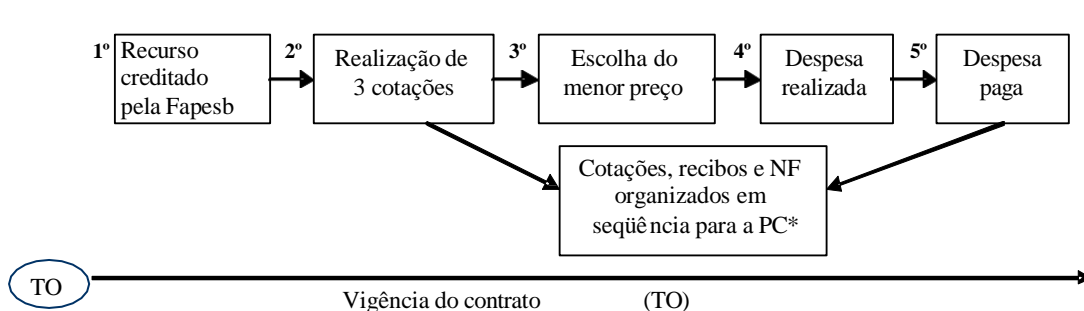 1º
Recurso
creditado
pela Fapesb
2º
Realização de
3 cotações
3º
Escolha do
menor preço
4º
Despesa
realizada
5º
Despesa
paga
Cotações, recibos e NF
organizados em
seqüência para a PC*
TO
Vigência do contrato (TO)